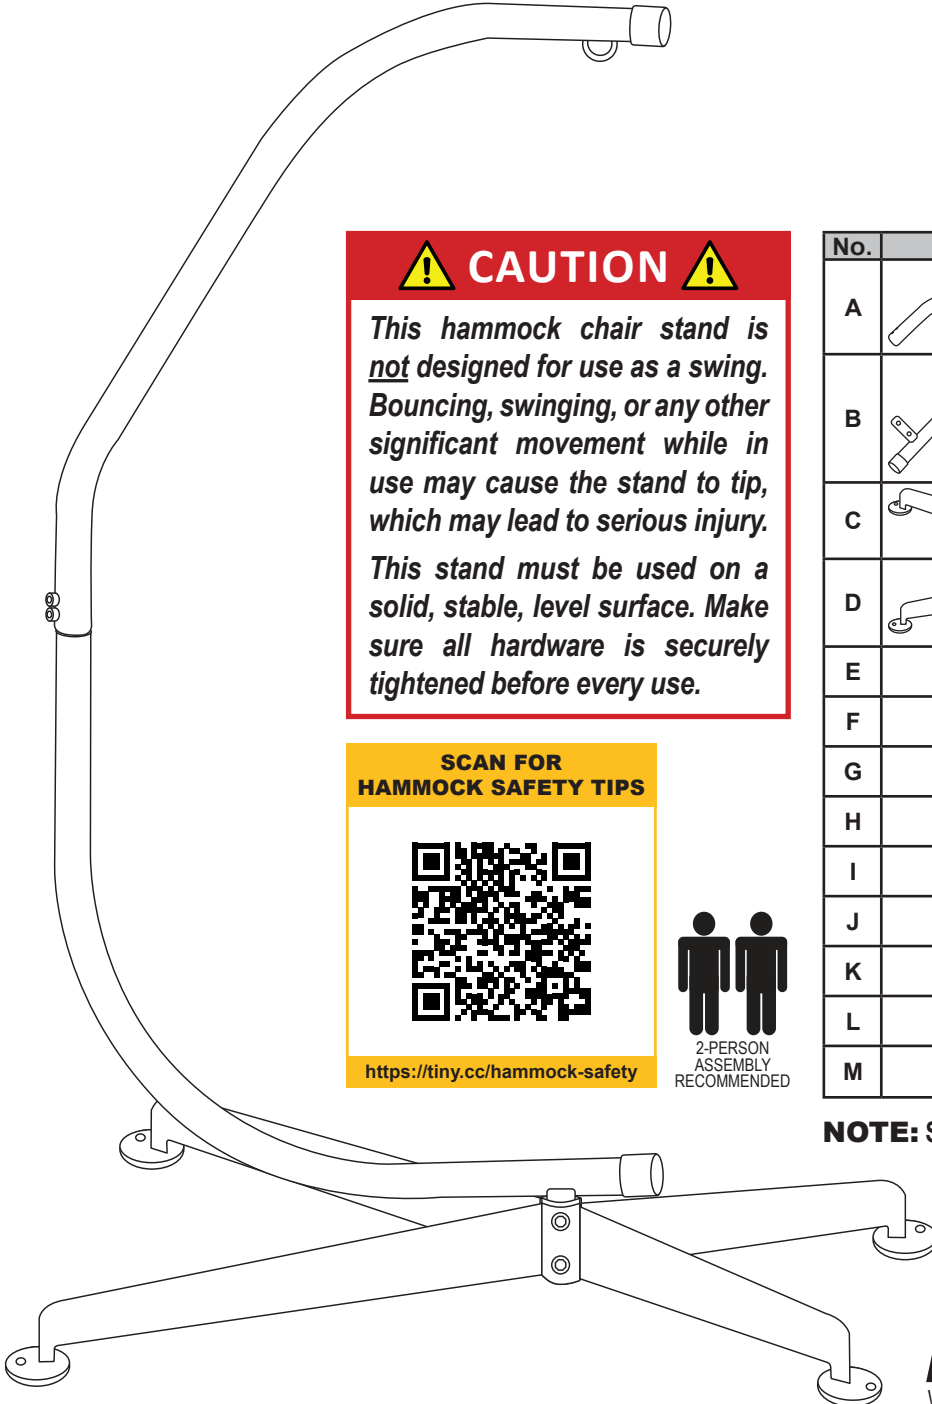 CAUTION
This hammock chair stand is
not designed for use as a swing.
Bouncing, swinging, or any other
significant movement while in
use may cause the stand to tip,
which may lead to serious injury.
This stand must be used on a
solid, stable, level surface. Make
sure all hardware is securely
tightened before every use.
SCAN FOR
HAMMOCK SAFETY TIPS
https://tiny.cc/hammock-safety
2-PERSON
ASSEMBLY
RECOMMENDED
No.
A
B
C
D
E
F
G
H
I
J
K
L
M
NOTE: